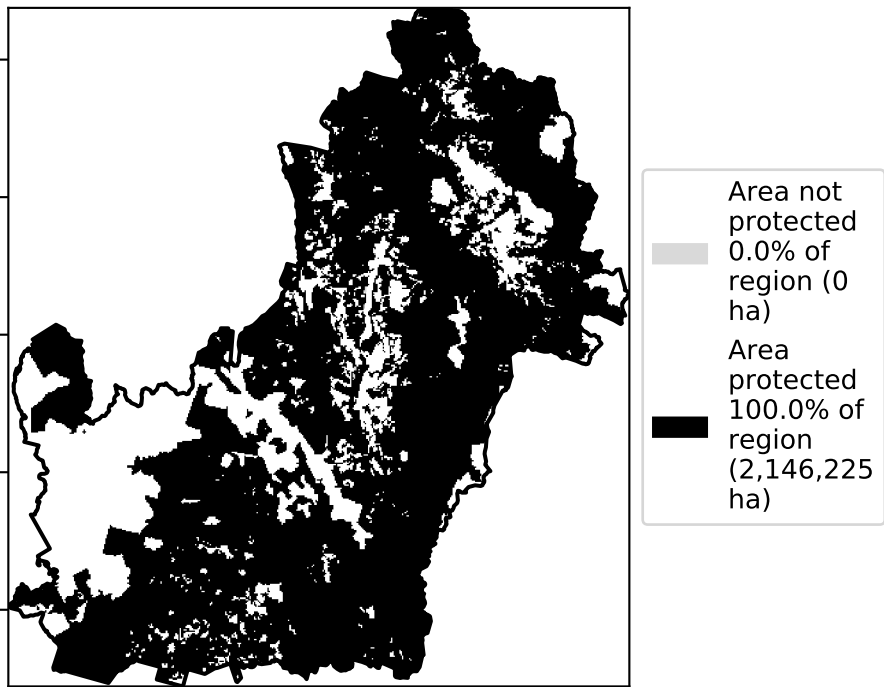 Area not
protected
0.0% of
region (0
ha)
Area
protected
100.0% of
region
(2,146,225
ha)